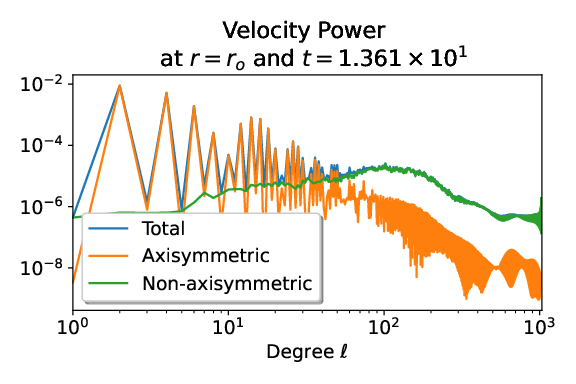 Velocity Power
at r = r_o and t = 1.361 × 10^1
10^−2
10^−4
10^−6
10^−8
Total
Axisymmetric
Non-axisymmetric
10^0 10^1 10^2 10^3
Degree ℓ